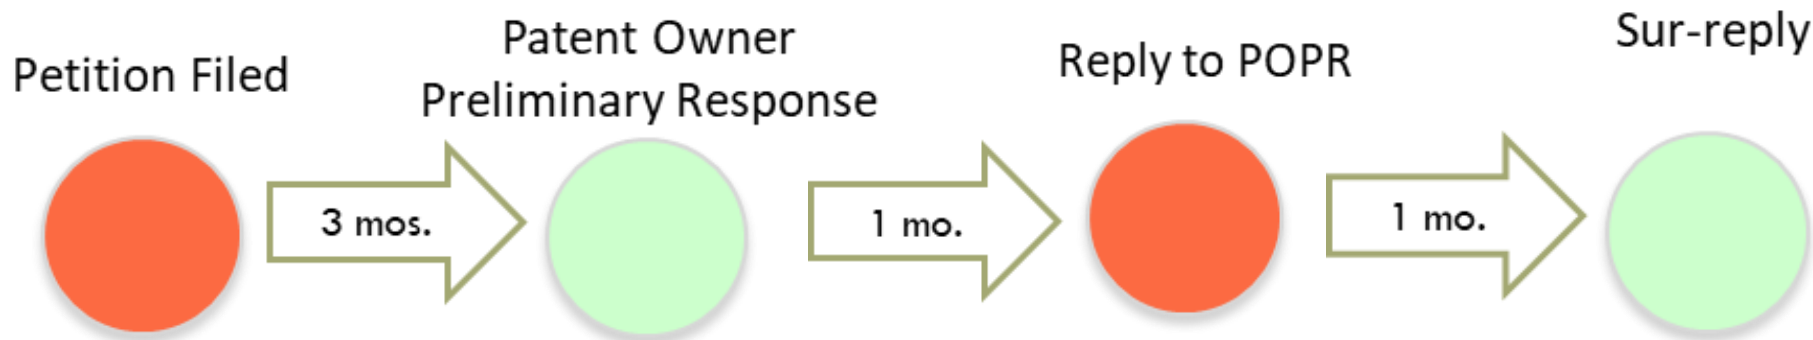 Petition Filed
3 mos.
Patent Owner
Preliminary Response
1 mo.
Reply to POPR
1 mo.
Sur-reply